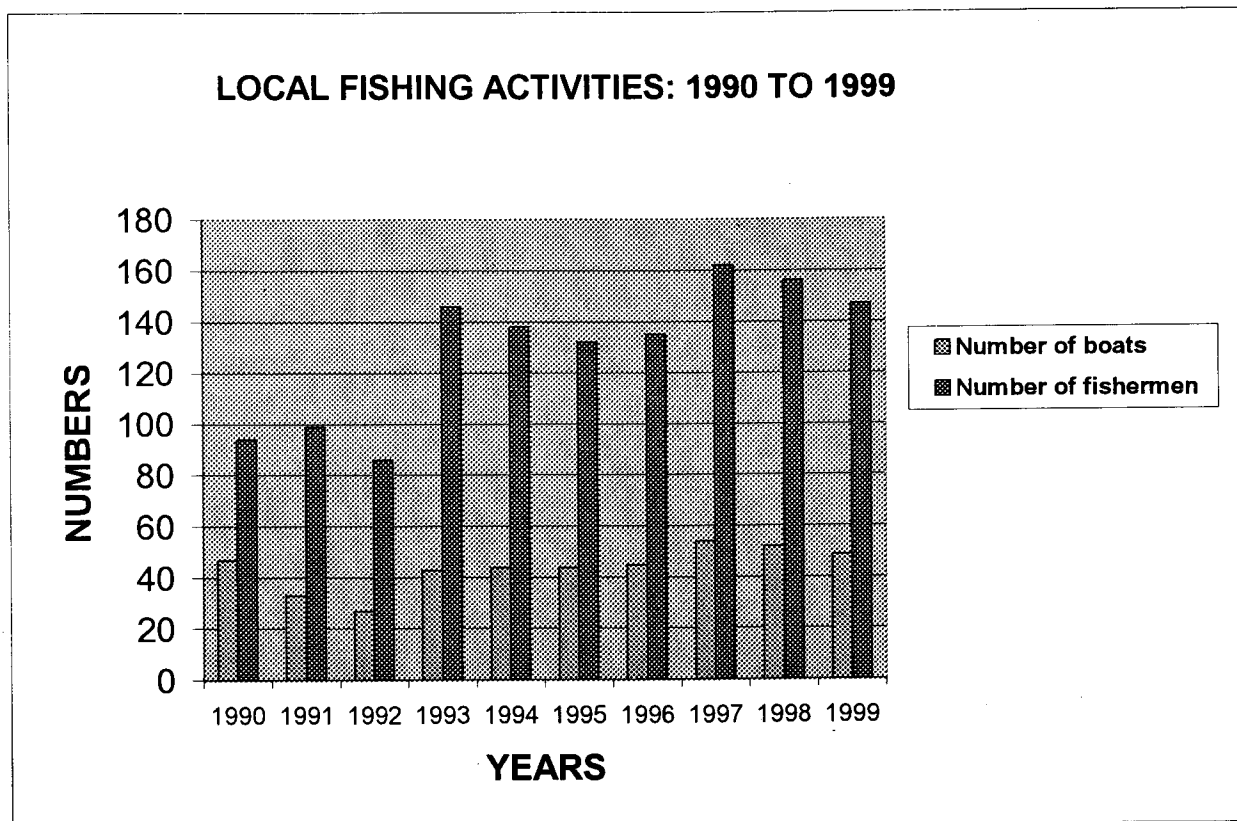 LOCAL FISHING ACTIVITIES: 1990 TO 1999
180
160
140
120
100
80
60
40
20
0
NUMBERS
1990 1991 1992 1993 1994 1995 1996 1997 1998 1999
YEARS
Number of boats
Number of fishermen